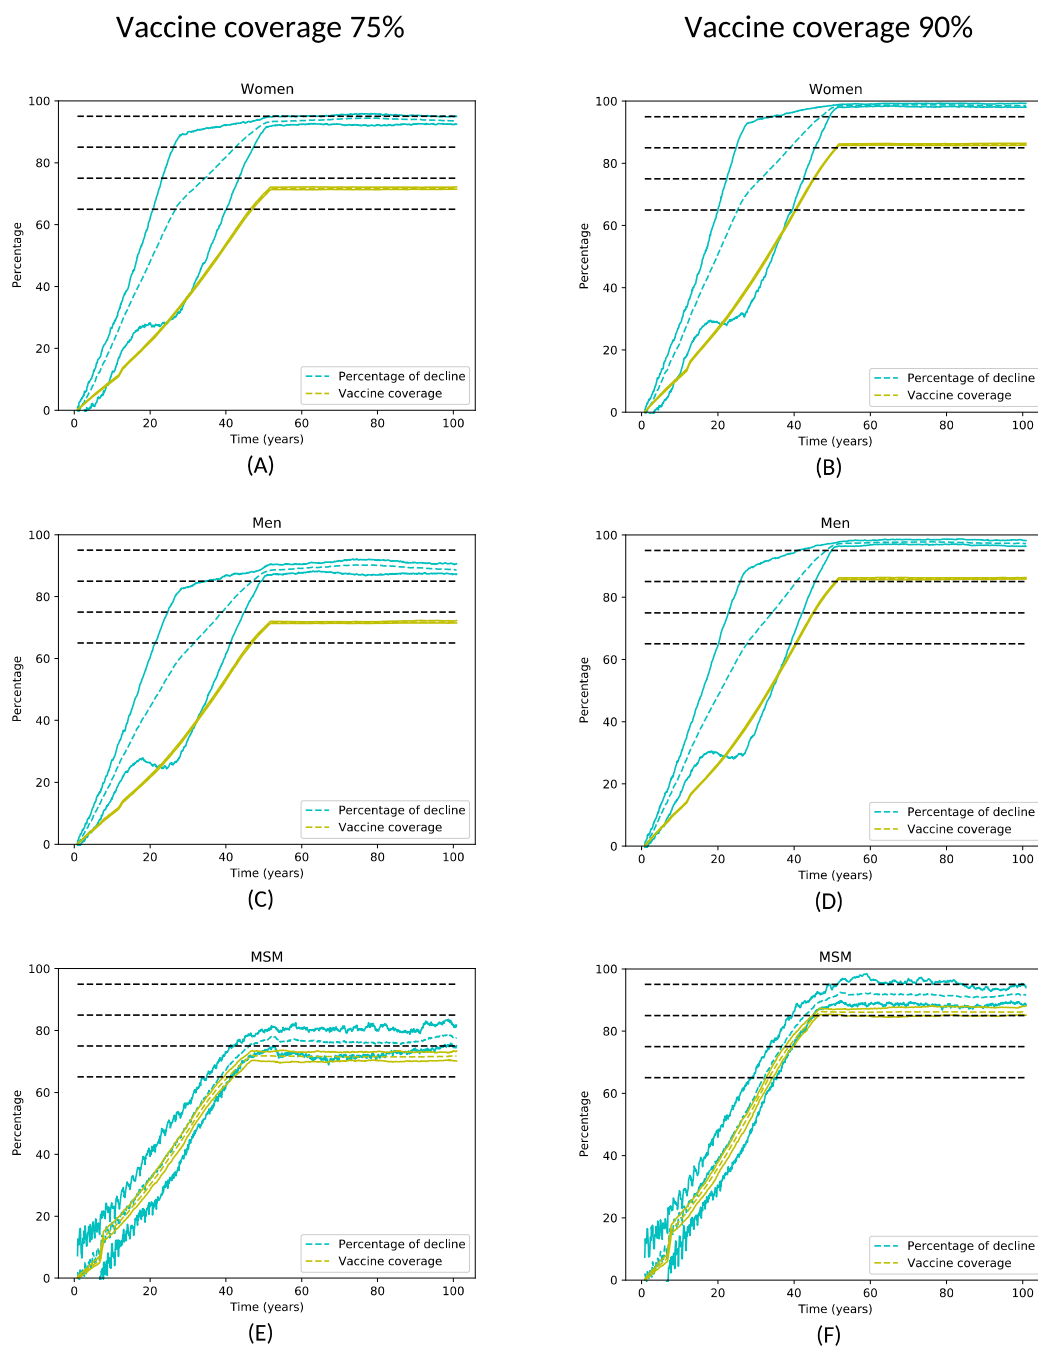 Vaccine coverage 75%
Vaccine coverage 90%
Women
100
80
60
40
20
0
Percentage
Percentage of decline
Vaccine coverage
0 20 40 60 80 100
Time (years)
(A)
Women
100
80
60
40
20
0
Percentage
Percentage of decline
Vaccine coverage
0 20 40 60 80 100
Time (years)
(B)
Men
100
80
60
40
20
0
Percentage
Percentage of decline
Vaccine coverage
0 20 40 60 80 100
Time (years)
(C)
Men
100
80
60
40
20
0
Percentage
Percentage of decline
Vaccine coverage
0 20 40 60 80 100
Time (years)
(D)
MSM
100
80
60
40
20
0
Percentage
Percentage of decline
Vaccine coverage
0 20 40 60 80 100
Time (years)
(E)
MSM
100
80
60
40
20
0
Percentage
Percentage of decline
Vaccine coverage
0 20 40 60 80 100
Time (years)
(F)